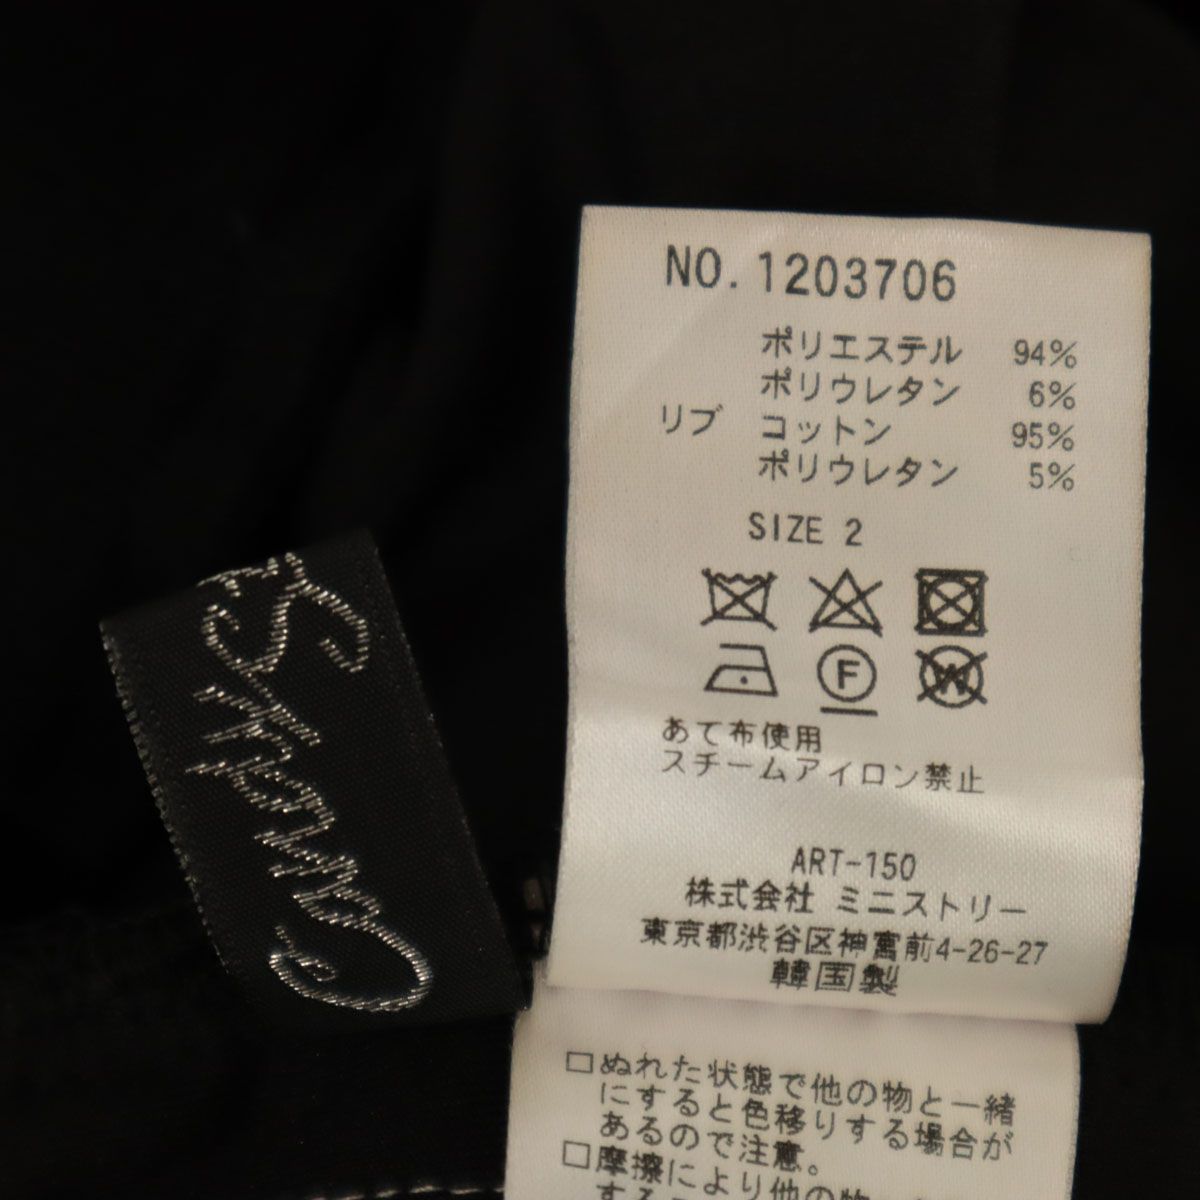 NO.1203706
ポリエステル 94%
ポリウレタン 6%
リブ コットン 95%
ポリウレタン 5%
SIZE 2
F
W
あて布使用
スチームアイロン禁止
ART-150
株式会社 ミニストリー
東京都渋谷区神宮前4-26-27
韓国製
□ぬれた状態で他の物と一緒
にすると色移りする場合が
あるので注意。
□摩擦により他の物